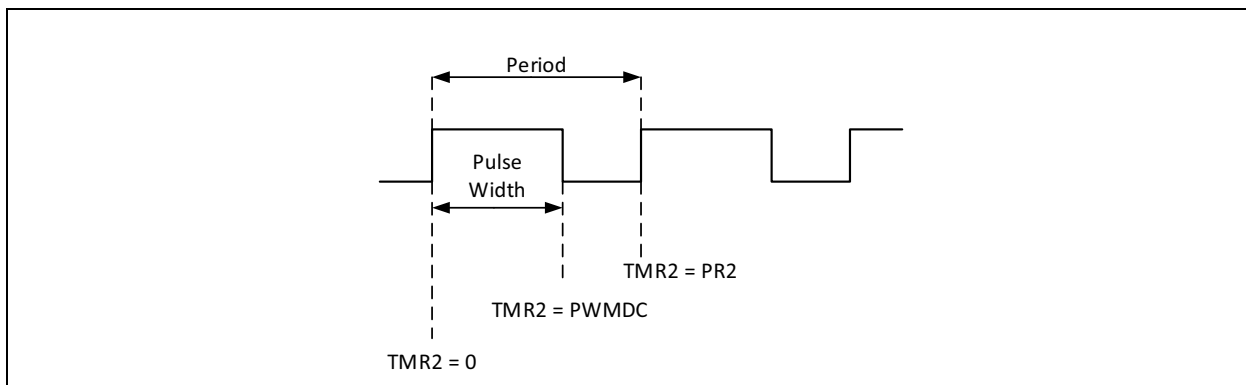 Period
Pulse
Width
TMR2 = PR2
TMR2 = PWMDC
TMR2 = 0